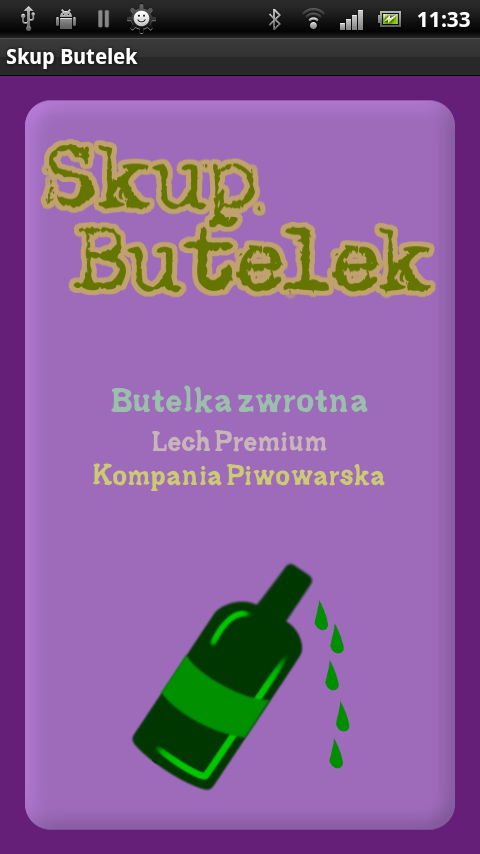 11:33
Skup Butelek
Skup
Butelek
Butelka zwrotna
Lech Premium
Kompania Piwowarska